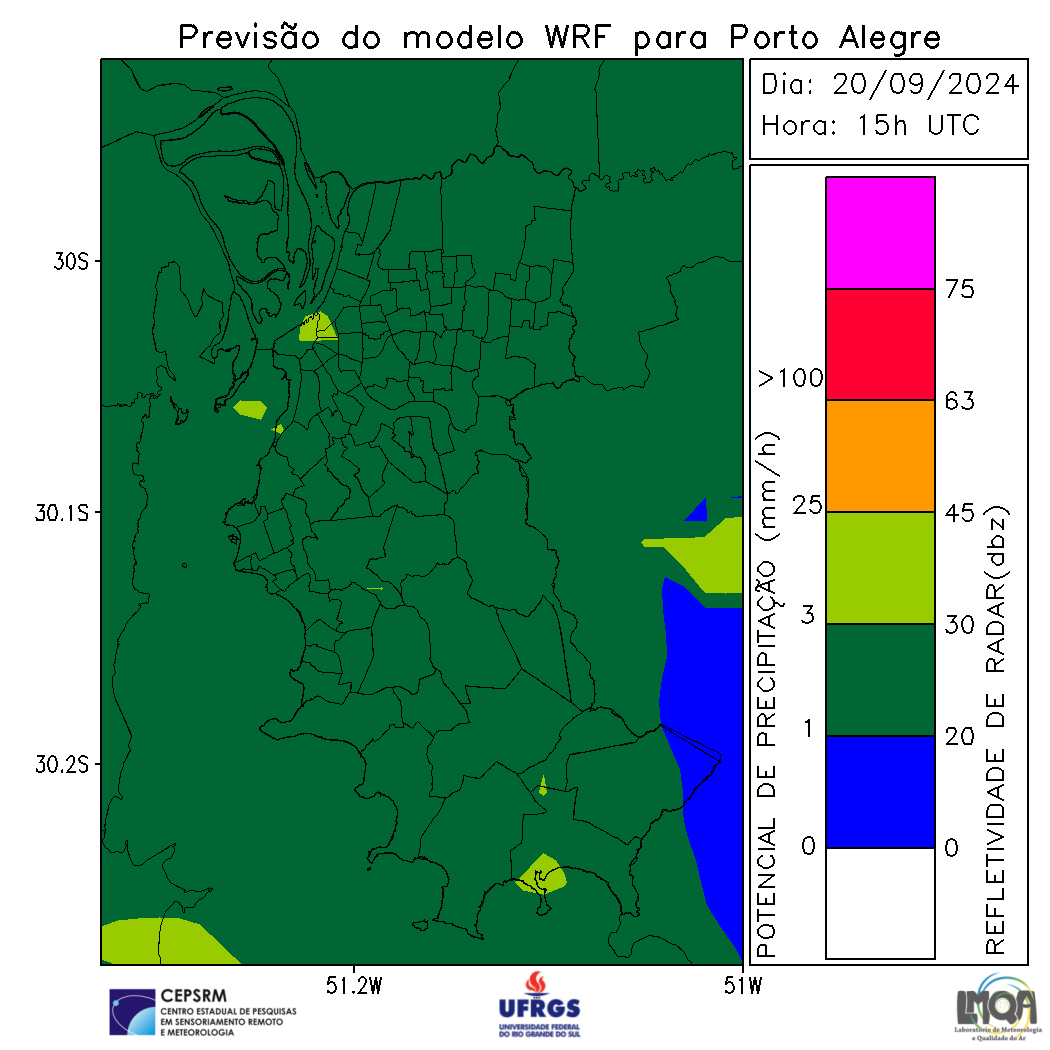 Previsão do modelo WRF para Porto Alegre
Dia: 20/09/2024
Hora: 15h UTC
30S
30.1S
30.2S
51.2W
51W
POTENCIAL DE PRECIPITAÇÃO (mm/h)
>100
25
3
1
0
75
63
45
30
20
0
REFLETIVIDADE DE RADAR(dbz)
CEPSRM
CENTRO ESTADUAL DE PESQUISAS
EM SENSORIAMENTO REMOTO
E METEOROLOGIA
UFRGS
UNIVERSIDADE FEDERAL
DO RIO GRANDE DO SUL
LMQA
Laboratório de Meteorologia
e Qualidade do Ar